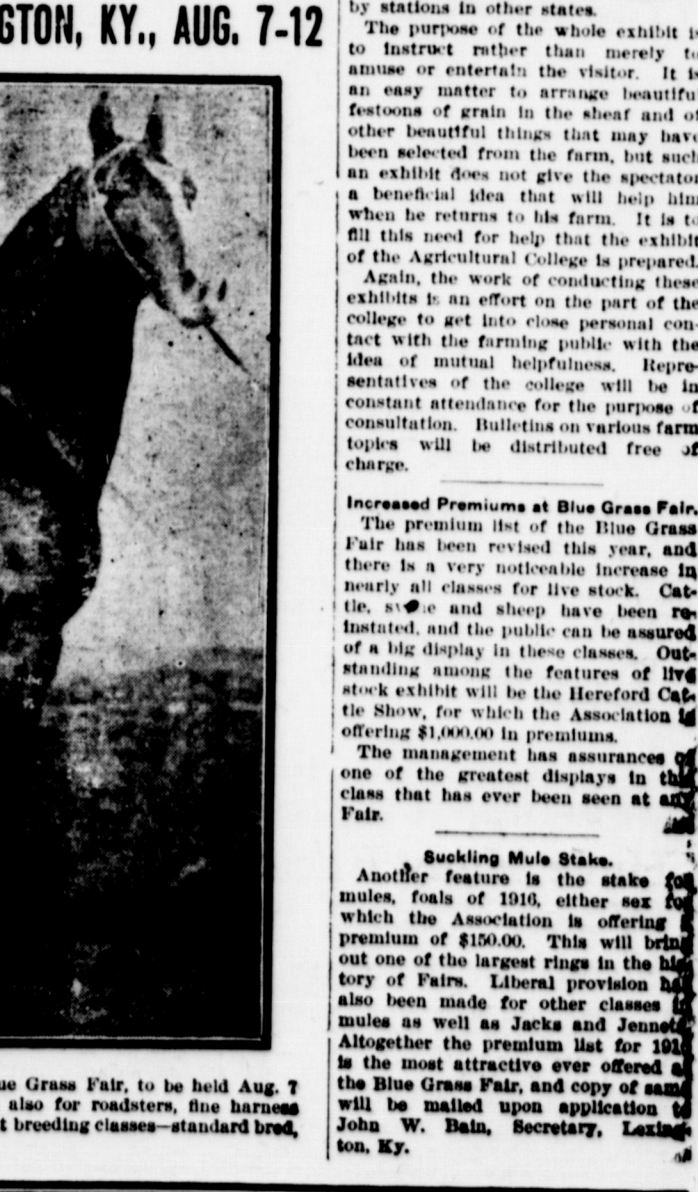 GTON, KY., AUG. 7-12
ue Grass Fair, to be held Aug. 7
also for roadsters, fine harness
t breeding classes—standard bred,
by stations in other states.
The purpose of the whole exhibit i
to instruct rather than merely t
amuse or entertain the visitor. It i
an easy matter to arrange beautifu
festoons of grain in the sheaf and of
other beautiful things that may have
been selected from the farm, but such
an exhibit does not give the spectator
a beneficial idea that will help him
when he returns to his farm. It is t
fill this need for help that the exhibit
of the Agricultural College is prepared.
Again, the work of conducting these
exhibits is an effort on the part of the
college to get into close personal con-
tact with the farming public with the
idea of mutual helpfulness. Repre-
sentatives of the college will be in
constant attendance for the purpose of
consultation. Bulletins on various farm
topics will be distributed free of
charge.
Increased Premiums at Blue Grass Fair.
The premium list of the Blue Grass
Fair has been revised this year, and
there is a very noticeable increase in
nearly all classes for live stock. Cat-
tle, and sheep have been re-
instated, and the public can be assured
of a big display in these classes. Out-
standing among the features of live
stock exhibit will be the Hereford Cat-
tle Show, for which the Association is
offering $1,000.00 in premiums.
The management has assurances of
one of the greatest displays in this
class that has ever been seen at any
Fair.
Suckling Mule Stake.
Another feature is the stake for
mules, foals of 1916, either sex for
which the Association is offering
premium of $150.00. This will bring
out one of the largest rings in the his-
tory of Fairs. Liberal provision has
also been made for other classes
mules as well as Jacks and Jennets
Altogether the premium list for 1916
is the most attractive ever offered a
the Blue Grass Fair, and copy of same
will be mailed upon application to
John W. Bain, Secretary, Lexing-
ton, Ky.